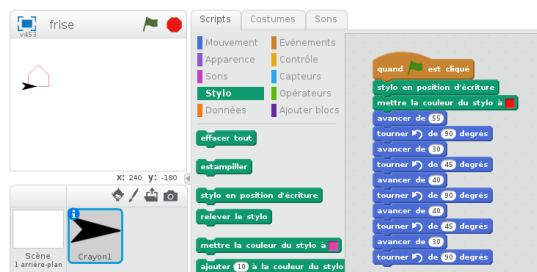 frise
v453
Scripts Costumes Sons
Mouvement Évènements
Apparence Contrôle
Sons Capteurs
Stylo Opérateurs
Données Ajouter blocs
effacer tout
estampiller
stylo en position d'écriture
relever le stylo
mettre la couleur du stylo à
ajouter 10 à la couleur du stylo
x: 240 y: -180
Scène
1 arrière-plan
Crayon1
quand est cliqué
stylo en position d'écriture
mettre la couleur du stylo à
avancer de 55
tourner de 90 degrés
avancer de 30
tourner de 45 degrés
avancer de 40
tourner de 90 degrés
avancer de 40
tourner de 45 degrés
avancer de 30
tourner de 90 degrés